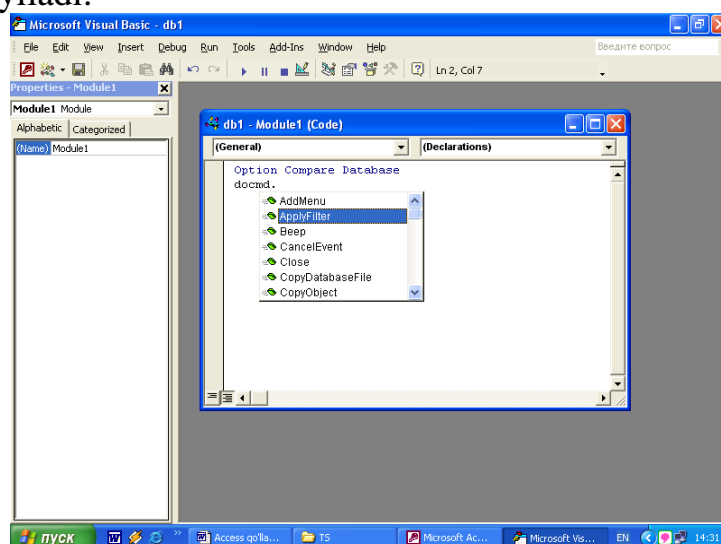 Microsoft Visual Basic - db1
File Edit View Insert Debug Run Tools Add-Ins Window Help
Введите вопрос
Ln 2, Col 7
Properties - Module1
Module1 Module
Alphabetic Categorized
(Name) Module1
db1 - Module1 (Code)
(General) (Declarations)
Option Compare Database
docmd.
AddMenu
ApplyFilter
Beep
CancelEvent
Close
CopyDatabaseFile
CopyObject
пуск
Access qo'lla...
TS
Microsoft Ac...
Microsoft Vis...
EN
14:31